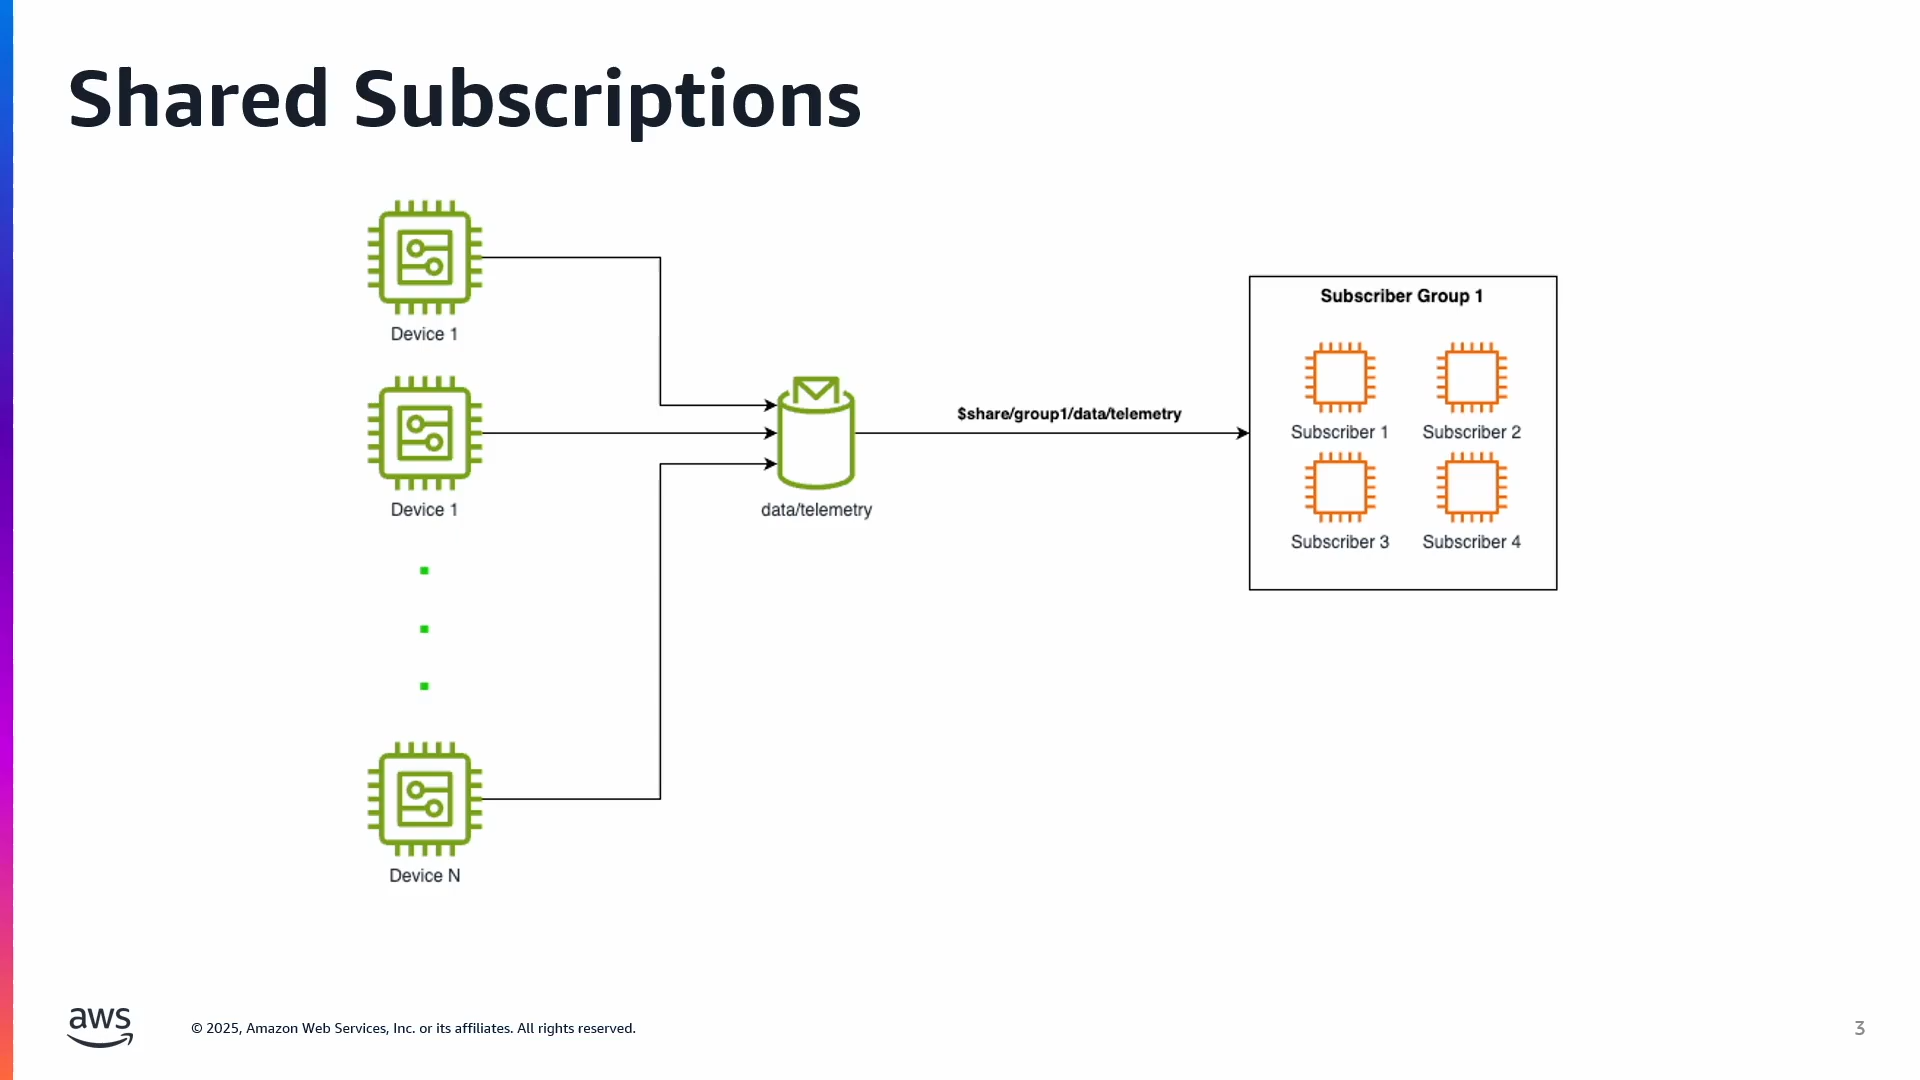 Shared Subscriptions
Device 1
Device 1
Device N
data/telemetry
$share/group1/data/telemetry
Subscriber Group 1
Subscriber 1
Subscriber 2
Subscriber 3
Subscriber 4
aws
© 2025, Amazon Web Services, Inc. or its affiliates. All rights reserved.
3